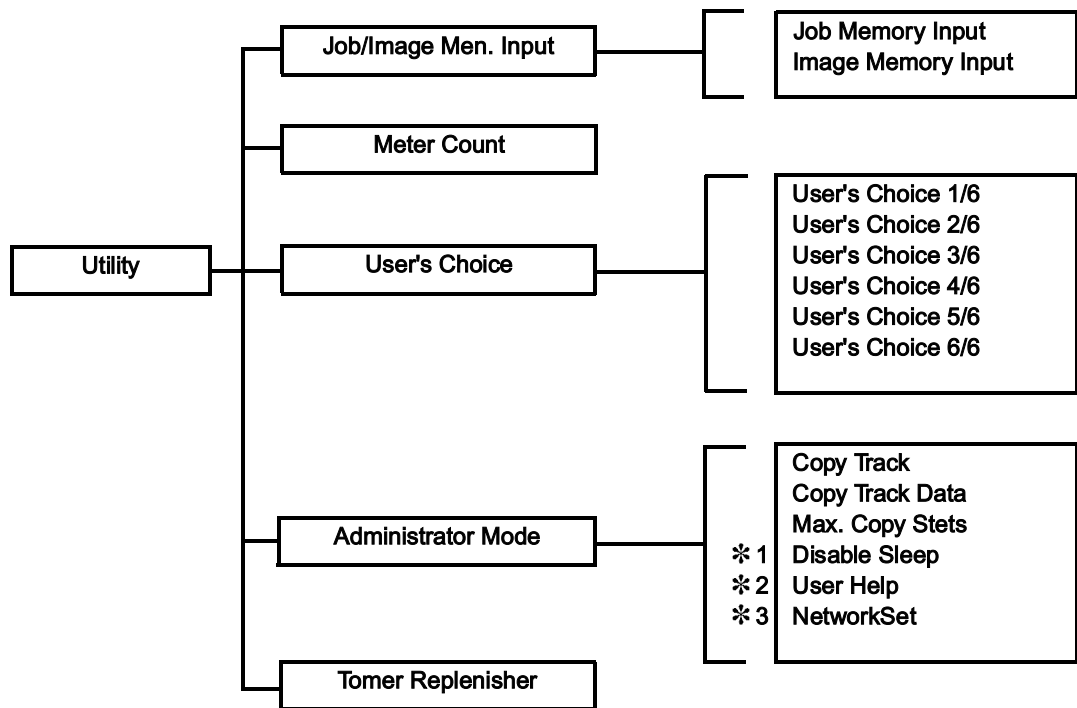 Utility
Job/Image Men. Input
Job Memory Input
Image Memory Input
Meter Count
User's Choice
User's Choice 1/6
User's Choice 2/6
User's Choice 3/6
User's Choice 4/6
User's Choice 5/6
User's Choice 6/6
Administrator Mode
Copy Track
Copy Track Data
Max. Copy Stets
✻1 Disable Sleep
✻2 User Help
✻3 NetworkSet
Tomer Replenisher